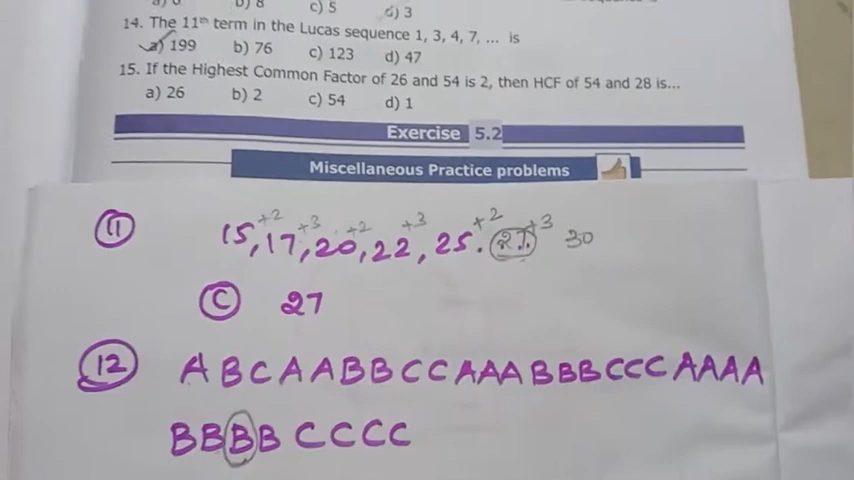 b) 8 c) 5 d) 3
14. The 11th term in the Lucas sequence 1, 3, 4, 7, ... is
a) 199 b) 76 c) 123 d) 47
15. If the Highest Common Factor of 26 and 54 is 2, then HCF of 54 and 28 is...
a) 26 b) 2 c) 54 d) 1
Exercise 5.2
Miscellaneous Practice problems
+2 +3 +2 +3 +2 +3
11 15, 17, 20, 22, 25. 27, 30
C 27
12 A B C A A B B C C A A A B B B C C C A A A A
B B B B C C C C